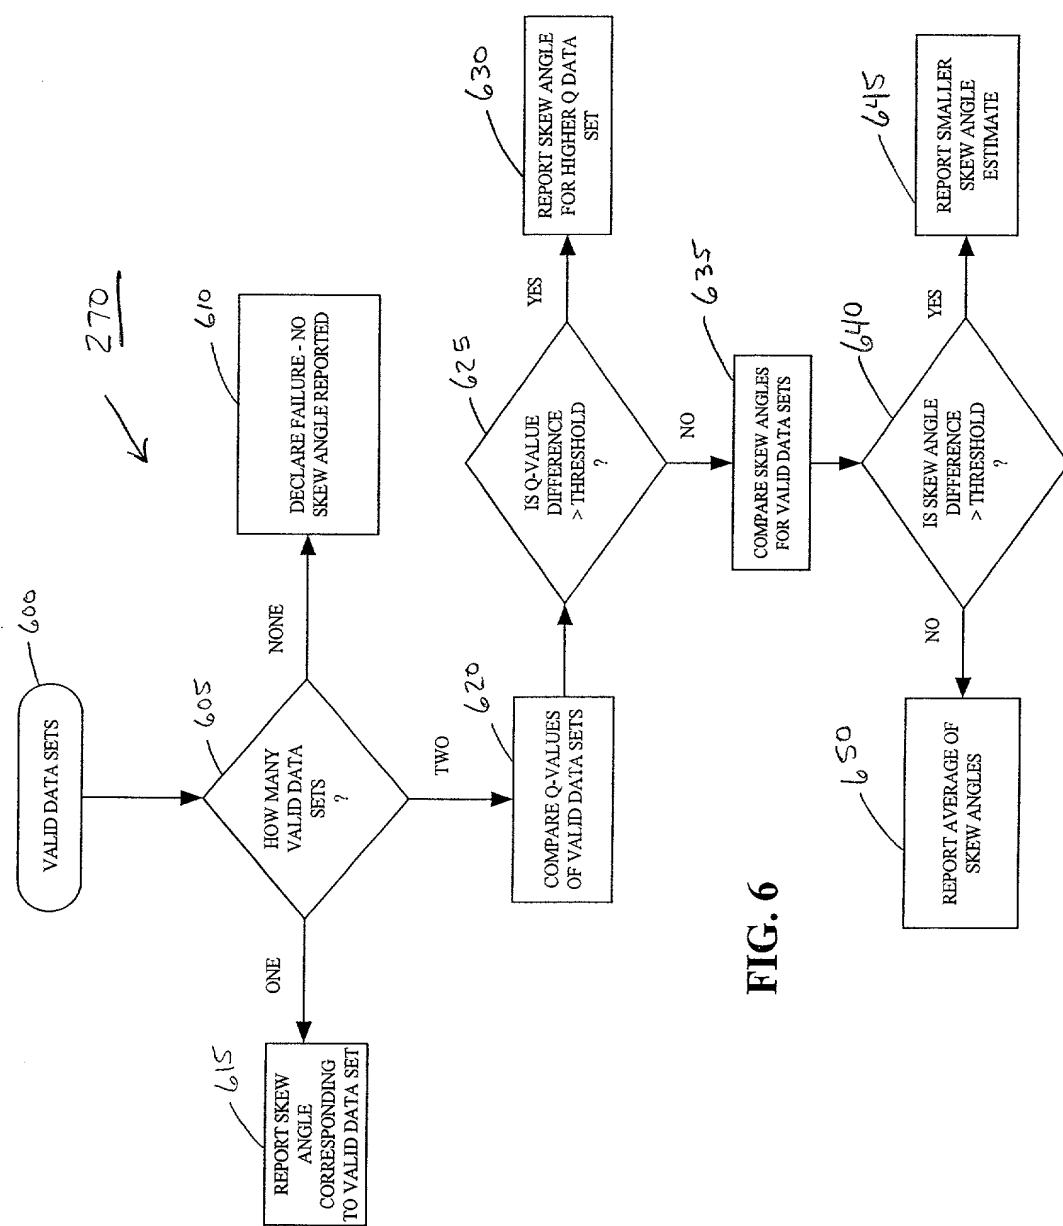 270
600
VALID DATA SETS
605
HOW MANY
VALID DATA
SETS
?
NONE
610
DECLARE FAILURE - NO
SKEW ANGLE REPORTED
ONE
615
REPORT SKEW
ANGLE
CORRESPONDING
TO VALID DATA SET
TWO
620
COMPARE Q-VALUES
OF VALID DATA SETS
625
IS Q-VALUE
DIFFERENCE
> THRESHOLD
?
YES
630
REPORT SKEW ANGLE
FOR HIGHER Q DATA
SET
NO
635
COMPARE SKEW ANGLES
FOR VALID DATA SETS
640
IS SKEW ANGLE
DIFFERENCE
> THRESHOLD
?
YES
645
REPORT SMALLER
SKEW ANGLE
ESTIMATE
NO
650
REPORT AVERAGE OF
SKEW ANGLES
FIG. 6